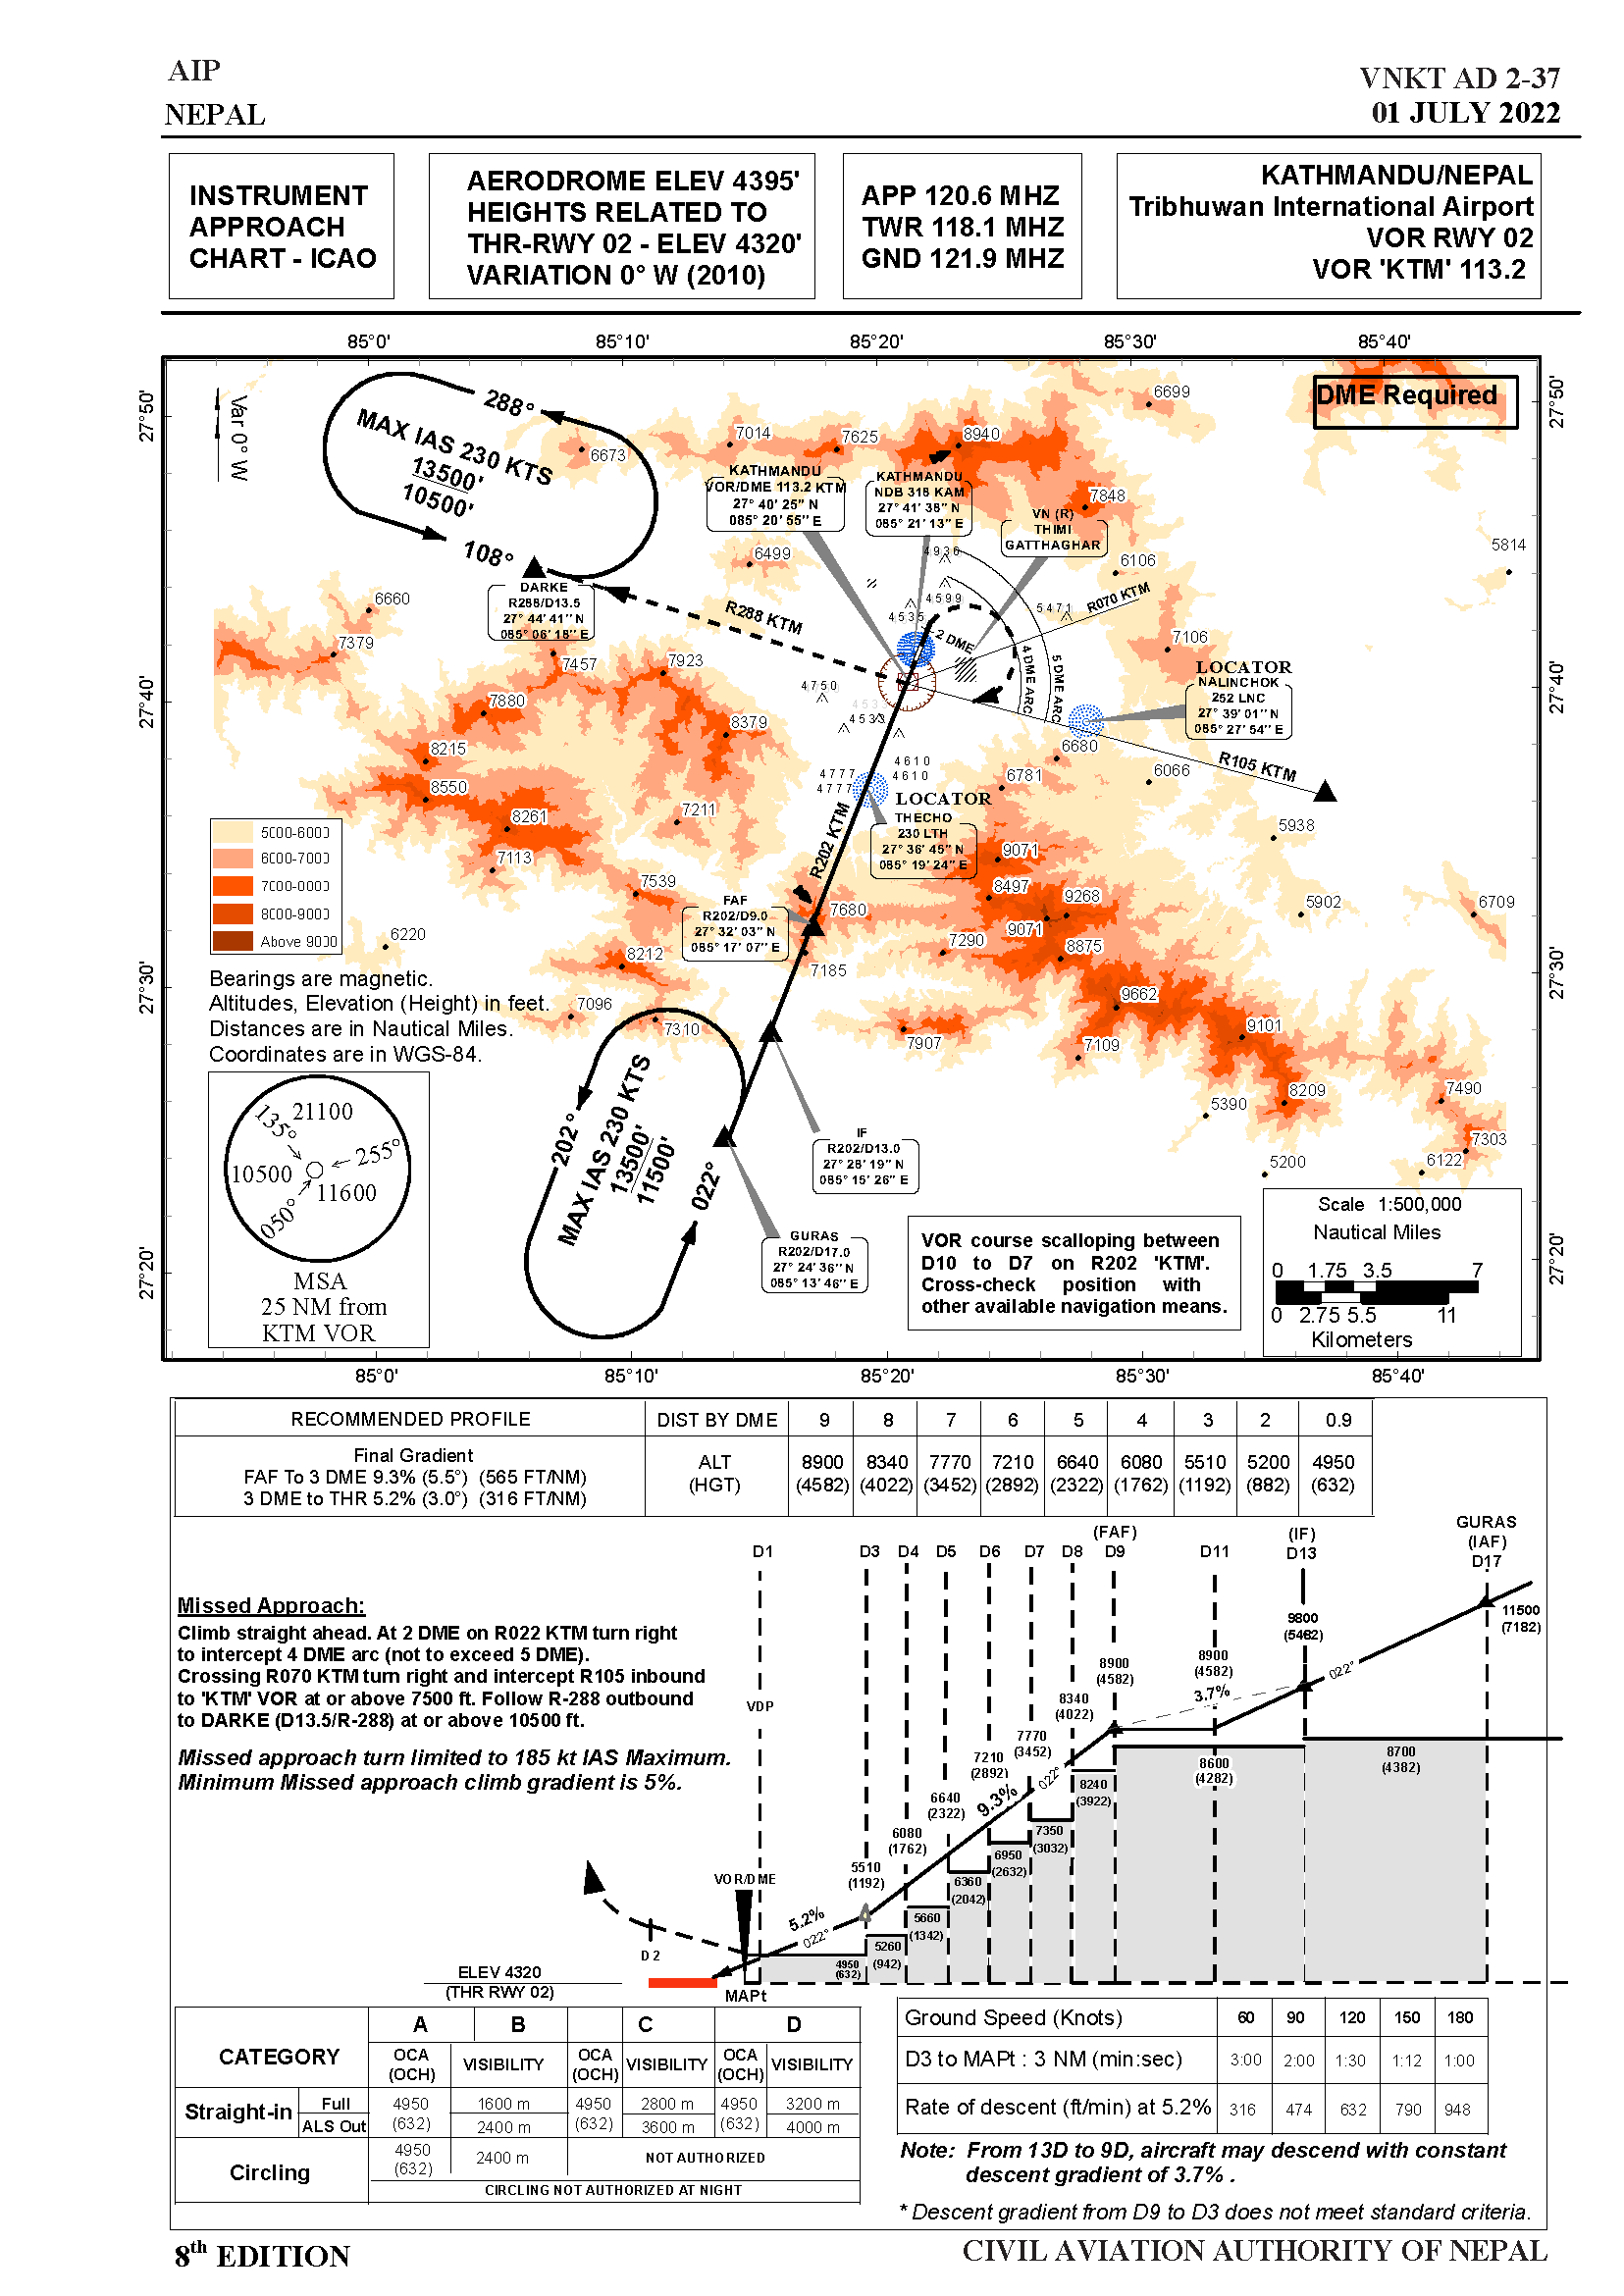 AIP
NEPAL
VNKT AD 2-37
01 JULY 2022
INSTRUMENT
APPROACH
CHART - ICAO
AERODROME ELEV 4395'
HEIGHTS RELATED TO
THR-RWY 02 - ELEV 4320'
VARIATION 0° W (2010)
APP 120.6 MHZ
TWR 118.1 MHZ
GND 121.9 MHZ
KATHMANDU/NEPAL
Tribhuwan International Airport
VOR RWY 02
VOR 'KTM' 113.2
85°0' 85°10' 85°20' 85°30' 85°40'
27°50'
27°40'
27°30'
27°20'
27°50'
27°40'
27°30'
27°20'
Var 0° W
DME Required
288°
MAX IAS 230 KTS
13500'
10500'
108°
DARKE
R288/D13.5
27° 44' 41'' N
085° 06' 18'' E
R288 KTM
KATHMANDU
VOR/DME 113.2 KTM
27° 40' 25'' N
085° 20' 55'' E
KATHMANDU
NDB 318 KAM
27° 41' 38'' N
085° 21' 13'' E
VN (R)
THIMI
GATTHAGHAR
6699
6673
7014
7625
8940
7848
6499
6106
5814
6660
7379
7457
7923
7880
8379
8215
8550
8261
7113
7211
7539
6220
8212
7096
7310
7680
7185
7290
7907
7106
6680
6781
6066
5938
9071
8497
9268
9071
8875
5902
6709
9662
9101
7109
8209
5390
5200
7490
7303
6122
4936
4599
4535
5471
4750
4533
4533
4610
4610
4777
4777
2 DME
4 DME ARC
5 DME ARC
R070 KTM
R105 KTM
R202 KTM
LOCATOR
NALINCHOK
252 LNC
27° 39' 01'' N
085° 27' 54'' E
LOCATOR
THECHO
230 LTH
27° 36' 45'' N
085° 19' 24'' E
FAF
R202/D9.0
27° 32' 03'' N
085° 17' 07'' E
IF
R202/D13.0
27° 28' 19'' N
085° 15' 26'' E
GURAS
R202/D17.0
27° 24' 36'' N
085° 13' 46'' E
202°
MAX IAS 230 KTS
13500'
11500'
022°
5000-6000
6000-7000
7000-0000
8000-9000
Above 9000
Bearings are magnetic.
Altitudes, Elevation (Height) in feet.
Distances are in Nautical Miles.
Coordinates are in WGS-84.
135° 21100
255°
10500
11600
050°
MSA
25 NM from
KTM VOR
VOR course scalloping between
D10 to D7 on R202 'KTM'.
Cross-check position with
other available navigation means.
Scale 1:500,000
Nautical Miles
0 1.75 3.5 7
0 2.75 5.5 11
Kilometers
85°0' 85°10' 85°20' 85°30' 85°40'
RECOMMENDED PROFILE DIST BY DME 9 8 7 6 5 4 3 2 0.9
Final Gradient
FAF To 3 DME 9.3% (5.5°) (565 FT/NM)
3 DME to THR 5.2% (3.0°) (316 FT/NM)
ALT 8900 8340 7770 7210 6640 6080 5510 5200 4950
(HGT) (4582) (4022) (3452) (2892) (2322) (1762) (1192) (882) (632)
Missed Approach:
Climb straight ahead. At 2 DME on R022 KTM turn right
to intercept 4 DME arc (not to exceed 5 DME).
Crossing R070 KTM turn right and intercept R105 inbound
to 'KTM' VOR at or above 7500 ft. Follow R-288 outbound
to DARKE (D13.5/R-288) at or above 10500 ft.
Missed approach turn limited to 185 kt IAS Maximum.
Minimum Missed approach climb gradient is 5%.
(FAF) (IF) GURAS
(IAF)
D1 D3 D4 D5 D6 D7 D8 D9 D11 D13 D17
11500
(7182)
9800
(5482)
8900
(4582)
8900
(4582)
8340
(4022)
7770
(3452)
7210
(2892)
6640
(2322)
6080
(1762)
5510
(1192)
3.7%
022°
9.3%
022°
5.2%
022°
VDP
VOR/DME
8700
(4382)
8600
(4282)
8240
(3922)
7350
(3032)
6950
(2632)
6360
(2042)
5660
(1342)
5260
(942)
4950
(632)
D 2
MAPt
ELEV 4320
(THR RWY 02)
CATEGORY A B C D
OCA
(OCH)
VISIBILITY
OCA
(OCH)
VISIBILITY
OCA
(OCH)
VISIBILITY
Straight-in
Full
ALS Out
4950
(632)
1600 m
2400 m
4950
(632)
2800 m
3600 m
4950
(632)
3200 m
4000 m
Circling
4950
(632)
2400 m
NOT AUTHORIZED
CIRCLING NOT AUTHORIZED AT NIGHT
Ground Speed (Knots) 60 90 120 150 180
D3 to MAPt : 3 NM (min:sec) 3:00 2:00 1:30 1:12 1:00
Rate of descent (ft/min) at 5.2% 316 474 632 790 948
Note: From 13D to 9D, aircraft may descend with constant
descent gradient of 3.7% .
* Descent gradient from D9 to D3 does not meet standard criteria.
8th EDITION
CIVIL AVIATION AUTHORITY OF NEPAL